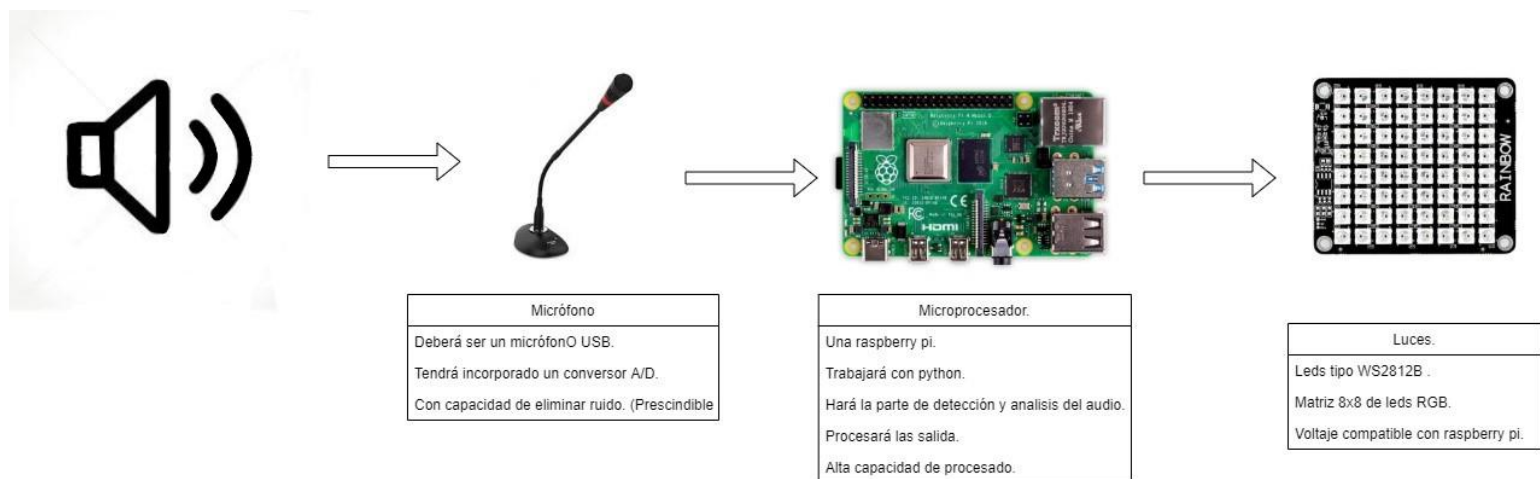 Micrófono
Deberá ser un micrófonO USB.
Tendrá incorporado un conversor A/D.
Con capacidad de eliminar ruido. (Prescindible
Microprocesador.
Una raspberry pi.
Trabajará con python.
Hará la parte de detección y analisis del audio.
Procesará las salida.
Alta capacidad de procesado.
Luces.
Leds tipo WS2812B .
Matriz 8x8 de leds RGB.
Voltaje compatible con raspberry pi.
HDMI
FC CE
RAINBOW